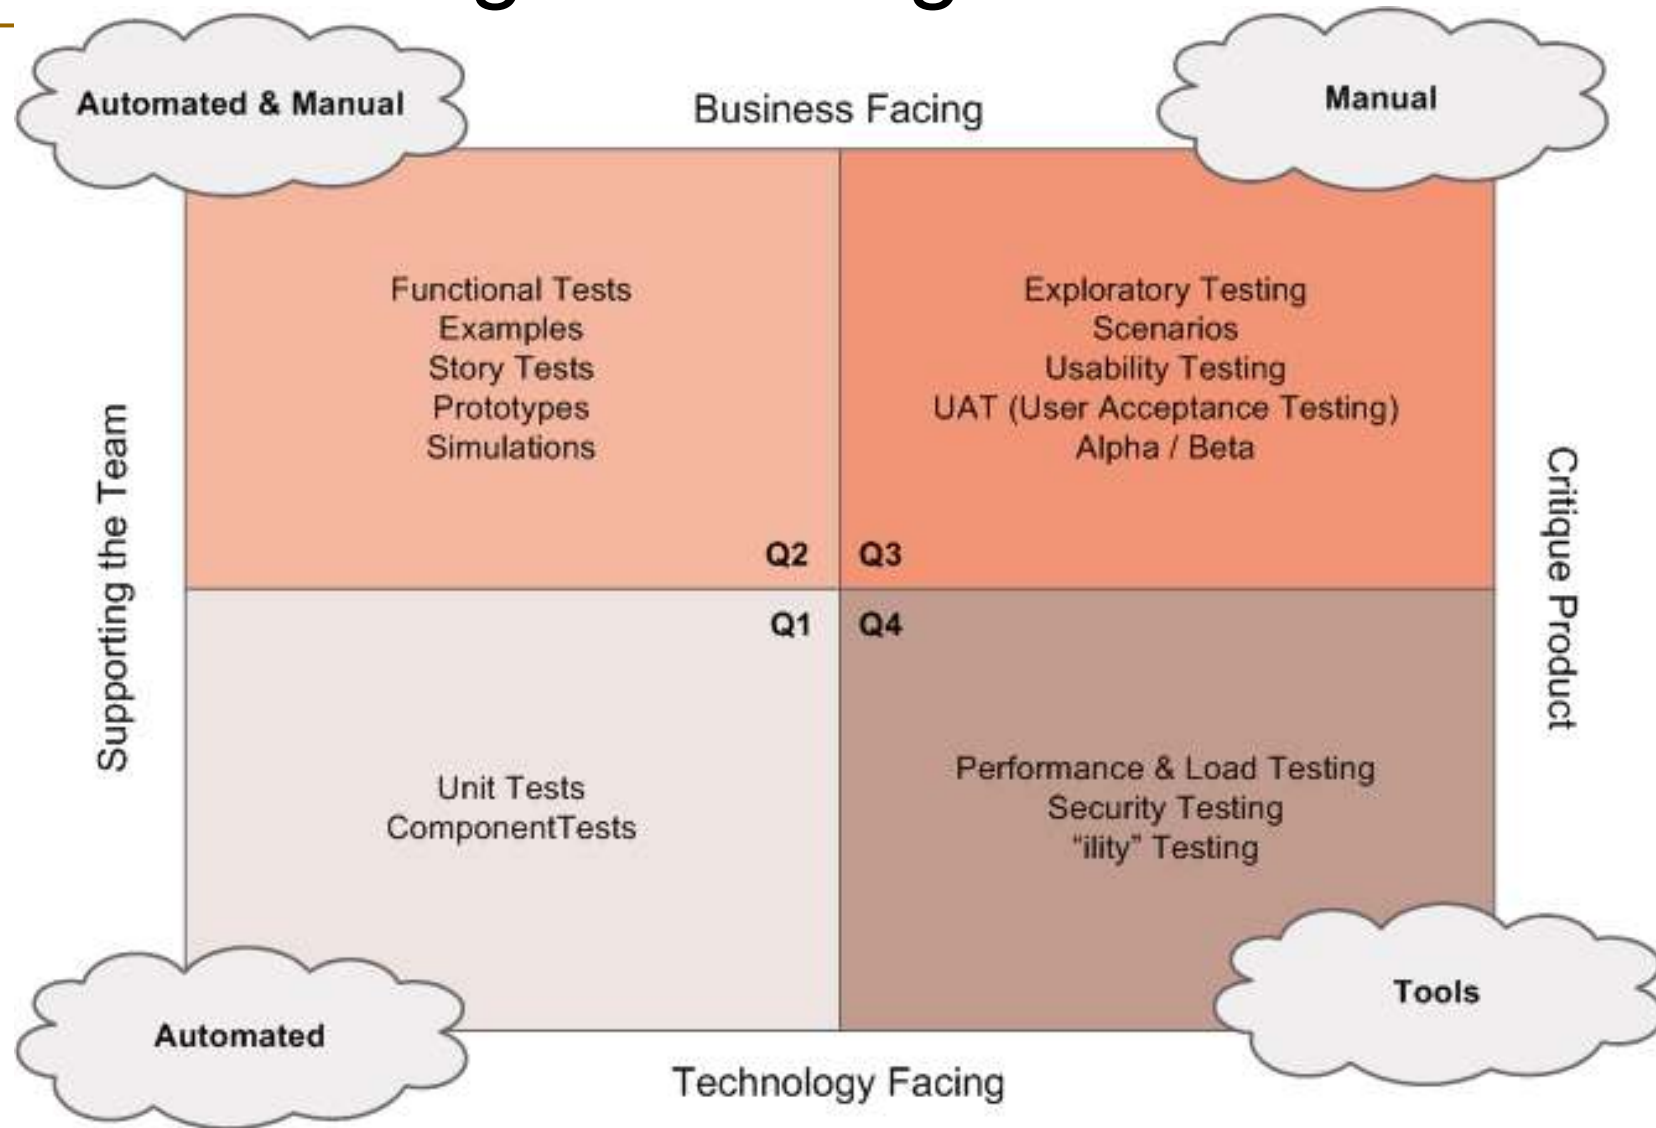 Automated & Manual
Business Facing
Manual
Functional Tests
Examples
Story Tests
Prototypes
Simulations
Exploratory Testing
Scenarios
Usability Testing
UAT (User Acceptance Testing)
Alpha / Beta
Supporting the Team
Critique Product
Q2
Q3
Q1
Q4
Unit Tests
ComponentTests
Performance & Load Testing
Security Testing
“ility” Testing
Automated
Tools
Technology Facing